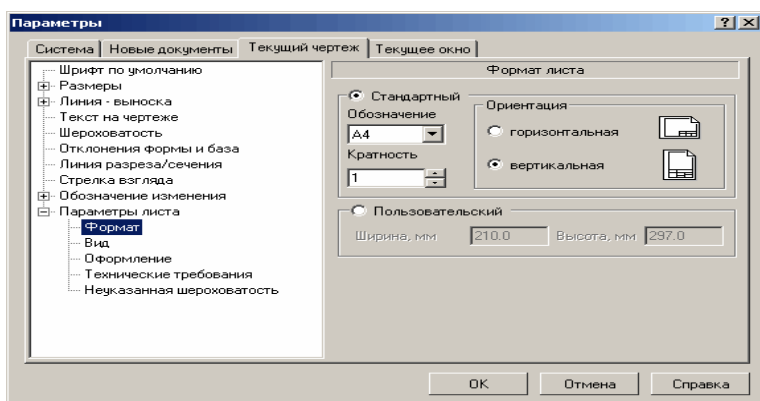 Параметры
Система Новые документы Текущий чертеж Текущее окно
Шрифт по умолчанию
Размеры
Линия - выноска
Текст на чертеже
Шероховатость
Отклонения формы и база
Линия разреза/сечения
Стрелка взгляда
Обозначение изменения
Параметры листа
Формат
Вид
Оформление
Технические требования
Неуказанная шероховатость
Формат листа
Стандартный
Обозначение
A4
Кратность
1
Ориентация
горизонтальная
вертикальная
Пользовательский
Ширина, мм 210.0 Высота, мм 297.0
OK Отмена Справка